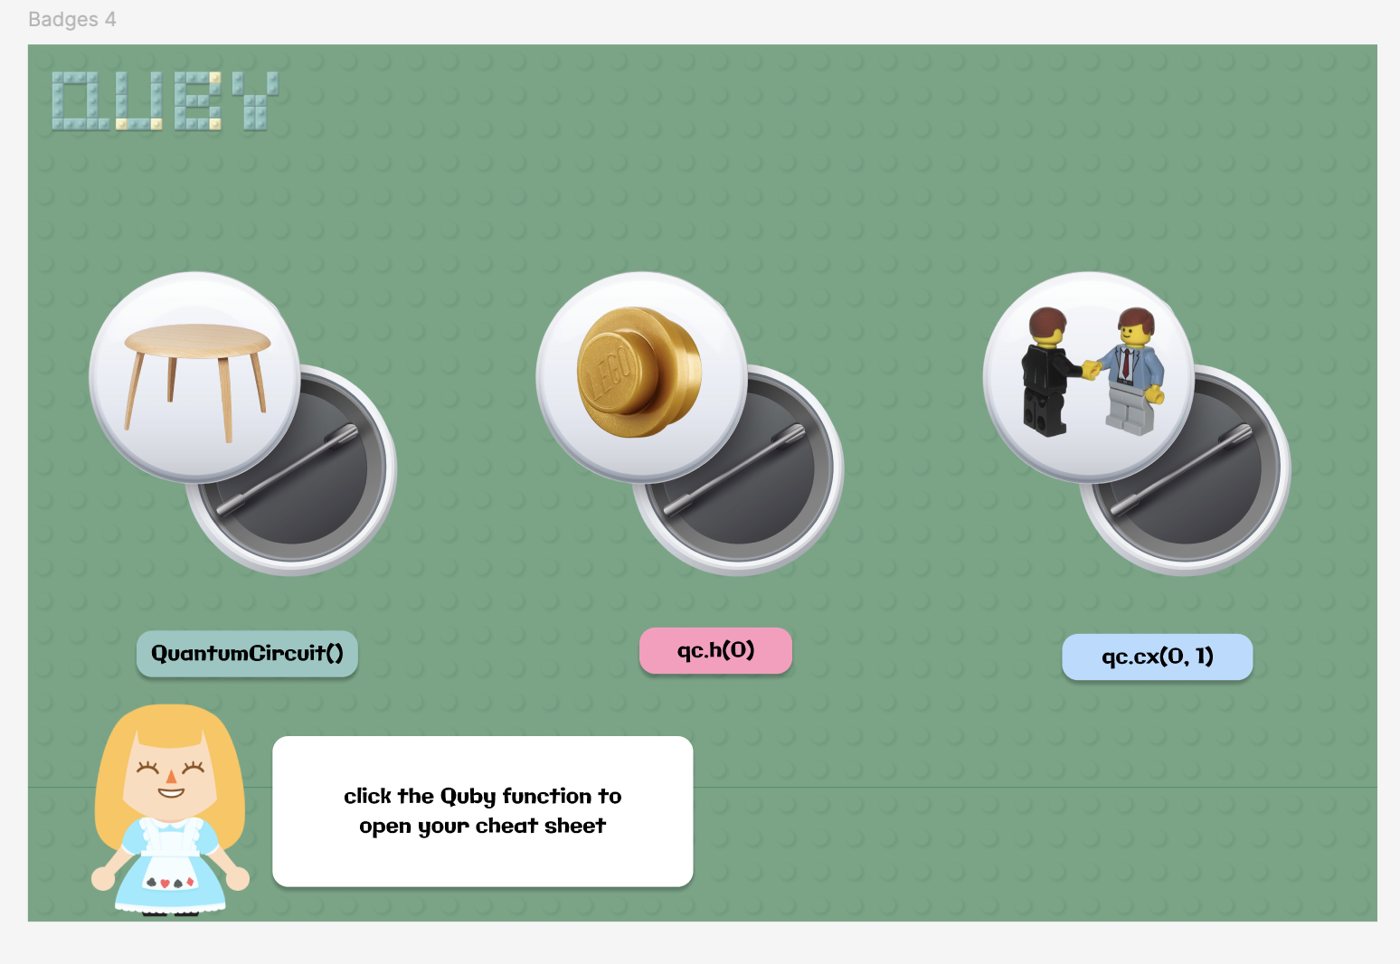 Badges 4
QUBY
LEGO
QuantumCircuit()
qc.h(0)
qc.cx(0, 1)
click the Quby function to
open your cheat sheet